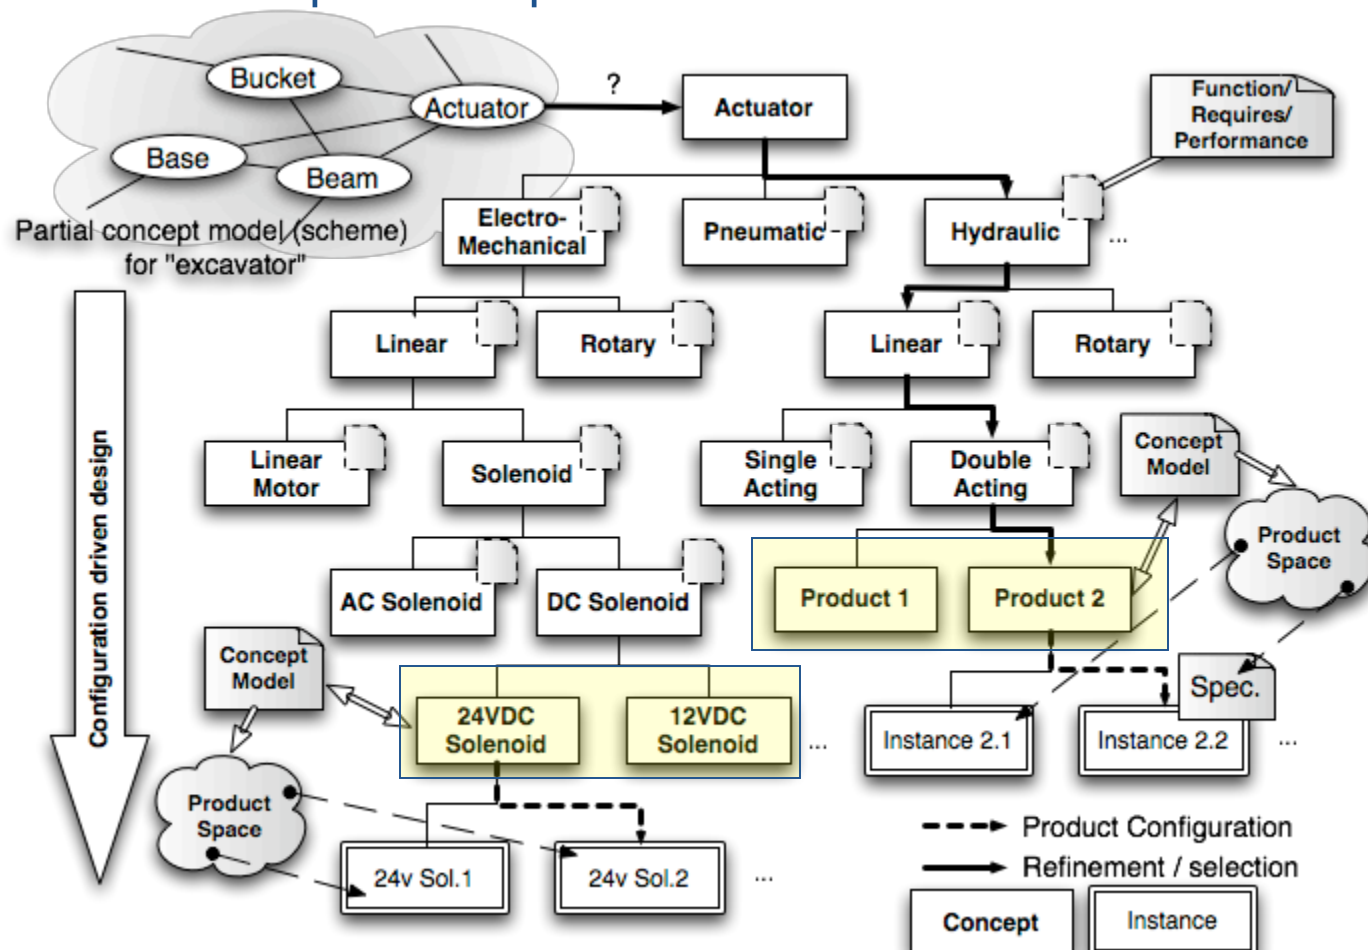 Bucket
Actuator
Base
Beam
Partial concept model (scheme)
for "excavator"
?
Actuator
Function/
Requires/
Performance
Electro-
Mechanical
Pneumatic
Hydraulic
...
Linear
Rotary
Linear
Rotary
Linear
Motor
Solenoid
Single
Acting
Double
Acting
Concept
Model
Product
Space
Configuration driven design
AC Solenoid
DC Solenoid
Product 1
Product 2
Concept
Model
24VDC
Solenoid
12VDC
Solenoid
...
Instance 2.1
Instance 2.2
Spec.
...
Product
Space
24v Sol.1
24v Sol.2
...
Product Configuration
Refinement / selection
Concept
Instance